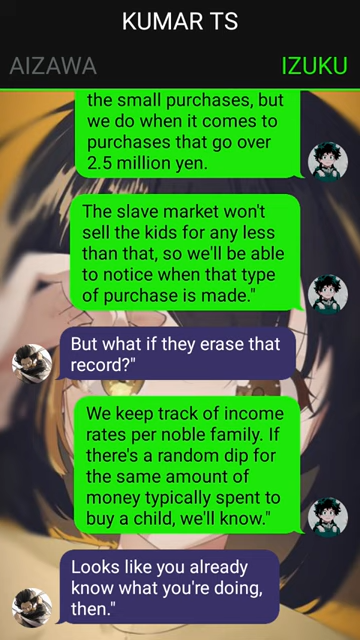 KUMAR TS
AIZAWA
IZUKU
the small purchases, but
we do when it comes to
purchases that go over
2.5 million yen.
The slave market won't
sell the kids for any less
than that, so we'll be able
to notice when that type
of purchase is made."
But what if they erase that
record?"
We keep track of income
rates per noble family. If
there's a random dip for
the same amount of
money typically spent to
buy a child, we'll know."
Looks like you already
know what you're doing,
then."